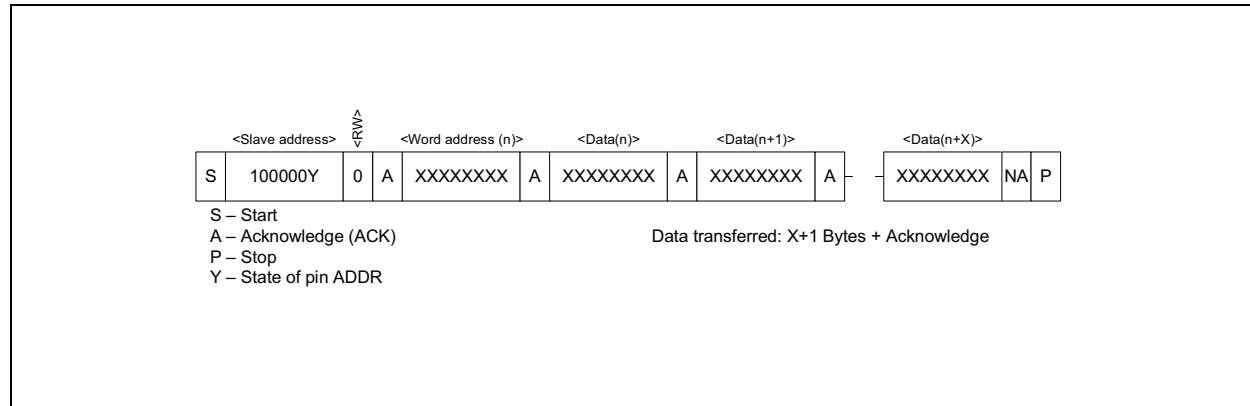 <Slave address> <RW> <Word address (n)> <Data(n)> <Data(n+1)> <Data(n+X)>
S 100000Y 0 A XXXXXXXX A XXXXXXXX A XXXXXXXX A XXXXXXXX NA P
S – Start
A – Acknowledge (ACK) Data transferred: X+1 Bytes + Acknowledge
P – Stop
Y – State of pin ADDR